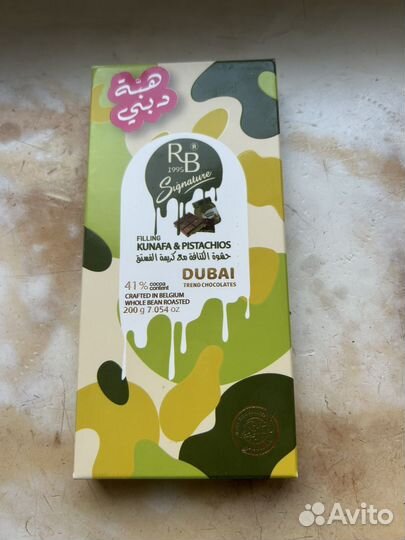 هبّة
دبي
RB®
1995
Signature
FILLING
KUNAFA & PISTACHIOS
حشوة الكنافة مع كريمة الفستق
DUBAI
TREND CHOCOLATES
41% cocoa content
CRAFTED IN BELGIUM
WHOLE BEAN ROASTED
200 g 7.054 oz
Avito